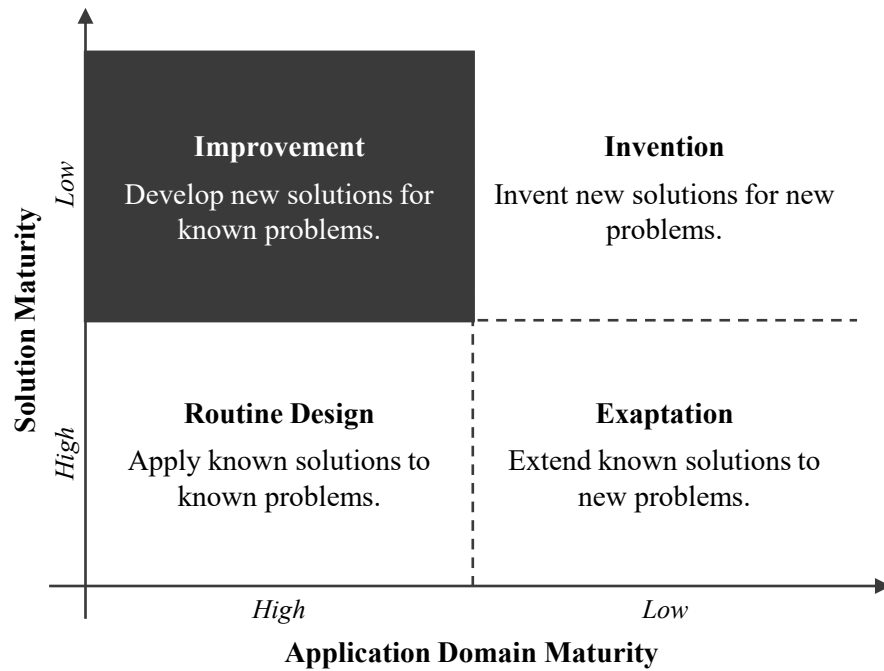 Improvement
Develop new solutions for
known problems.
Invention
Invent new solutions for new
problems.
Routine Design
Apply known solutions to
known problems.
Exaptation
Extend known solutions to
new problems.
Solution Maturity
Low
High
High
Low
Application Domain Maturity